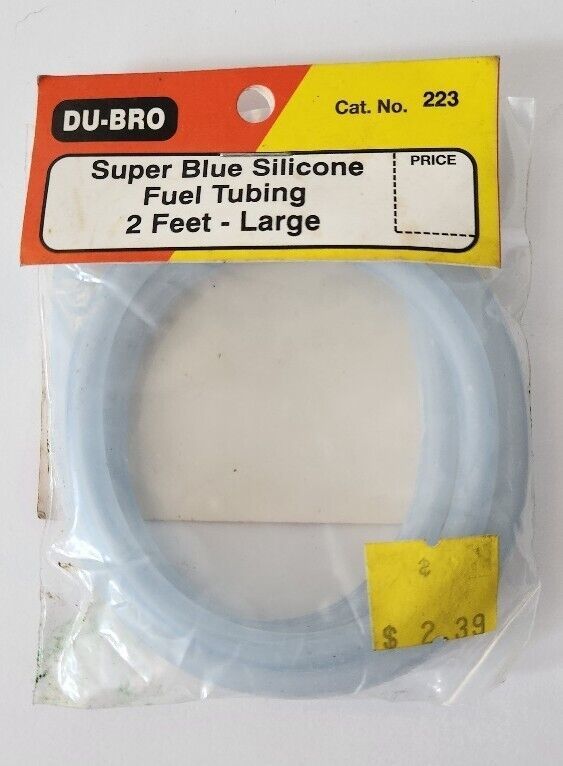 DU-BRO
Cat. No. 223
Super Blue Silicone
Fuel Tubing
2 Feet - Large
PRICE
$ 2.39